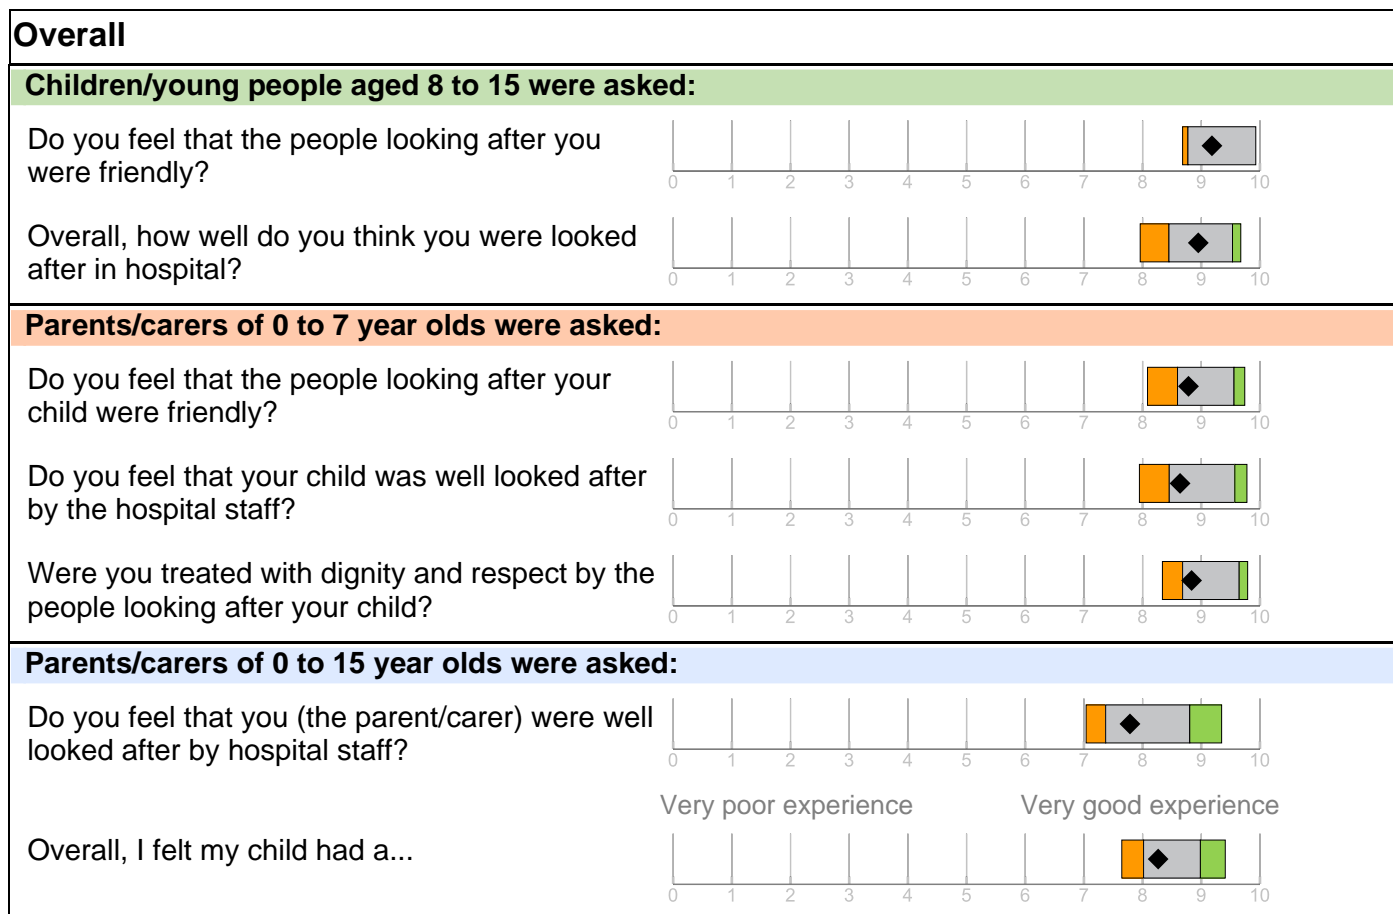 Overall
Children/young people aged 8 to 15 were asked:
Do you feel that the people looking after you
were friendly?
0 1 2 3 4 5 6 7 8 9 10
Overall, how well do you think you were looked
after in hospital?
0 1 2 3 4 5 6 7 8 9 10
Parents/carers of 0 to 7 year olds were asked:
Do you feel that the people looking after your
child were friendly?
0 1 2 3 4 5 6 7 8 9 10
Do you feel that your child was well looked after
by the hospital staff?
0 1 2 3 4 5 6 7 8 9 10
Were you treated with dignity and respect by the
people looking after your child?
0 1 2 3 4 5 6 7 8 9 10
Parents/carers of 0 to 15 year olds were asked:
Do you feel that you (the parent/carer) were well
looked after by hospital staff?
0 1 2 3 4 5 6 7 8 9 10
Very poor experience Very good experience
Overall, I felt my child had a...
0 1 2 3 4 5 6 7 8 9 10